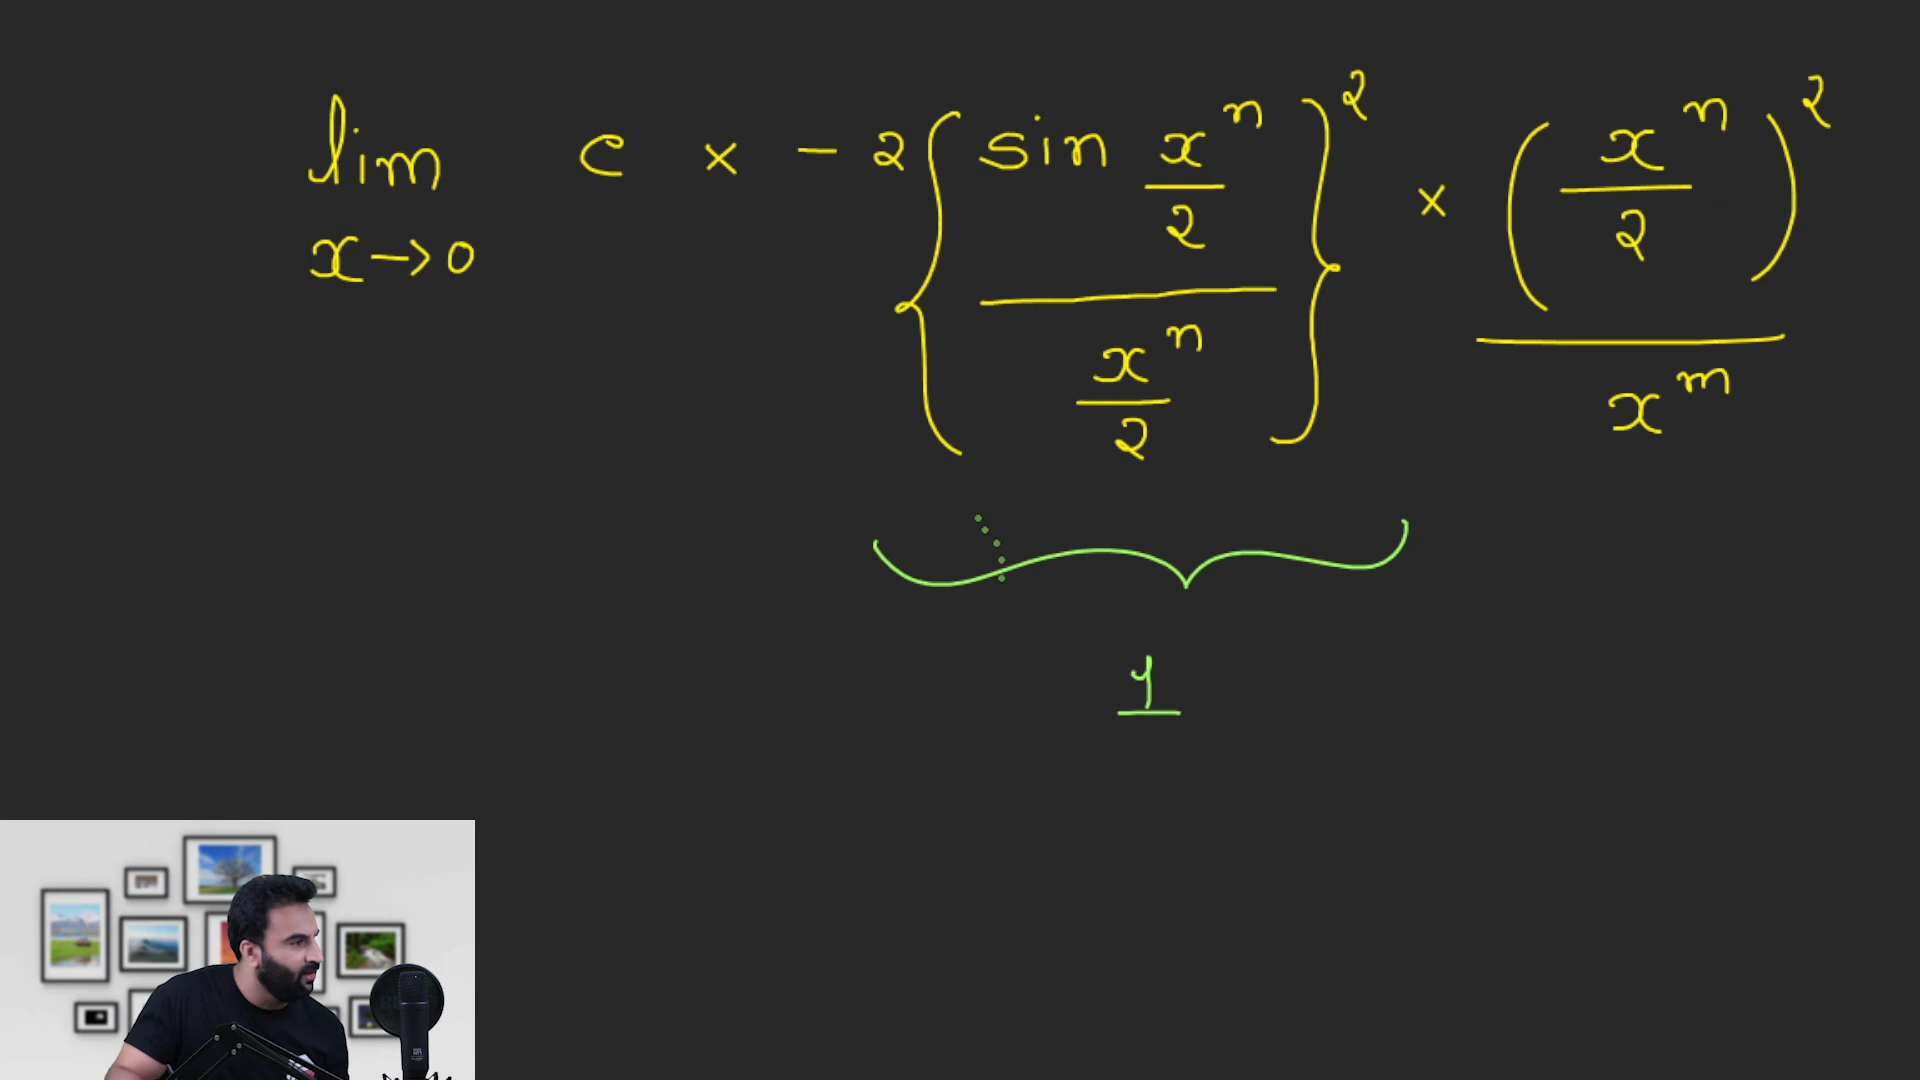 lim x→0 e × - 2 { sin x^n/2 / x^n/2 }^2 × (x^n/2)^2 / x^m
1